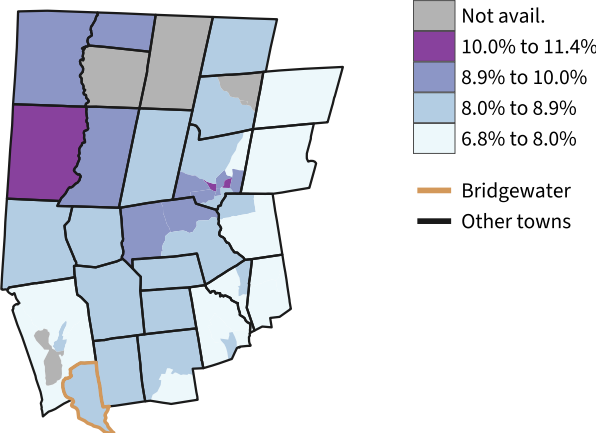 Not avail.
10.0% to 11.4%
8.9% to 10.0%
8.0% to 8.9%
6.8% to 8.0%
Bridgewater
Other towns